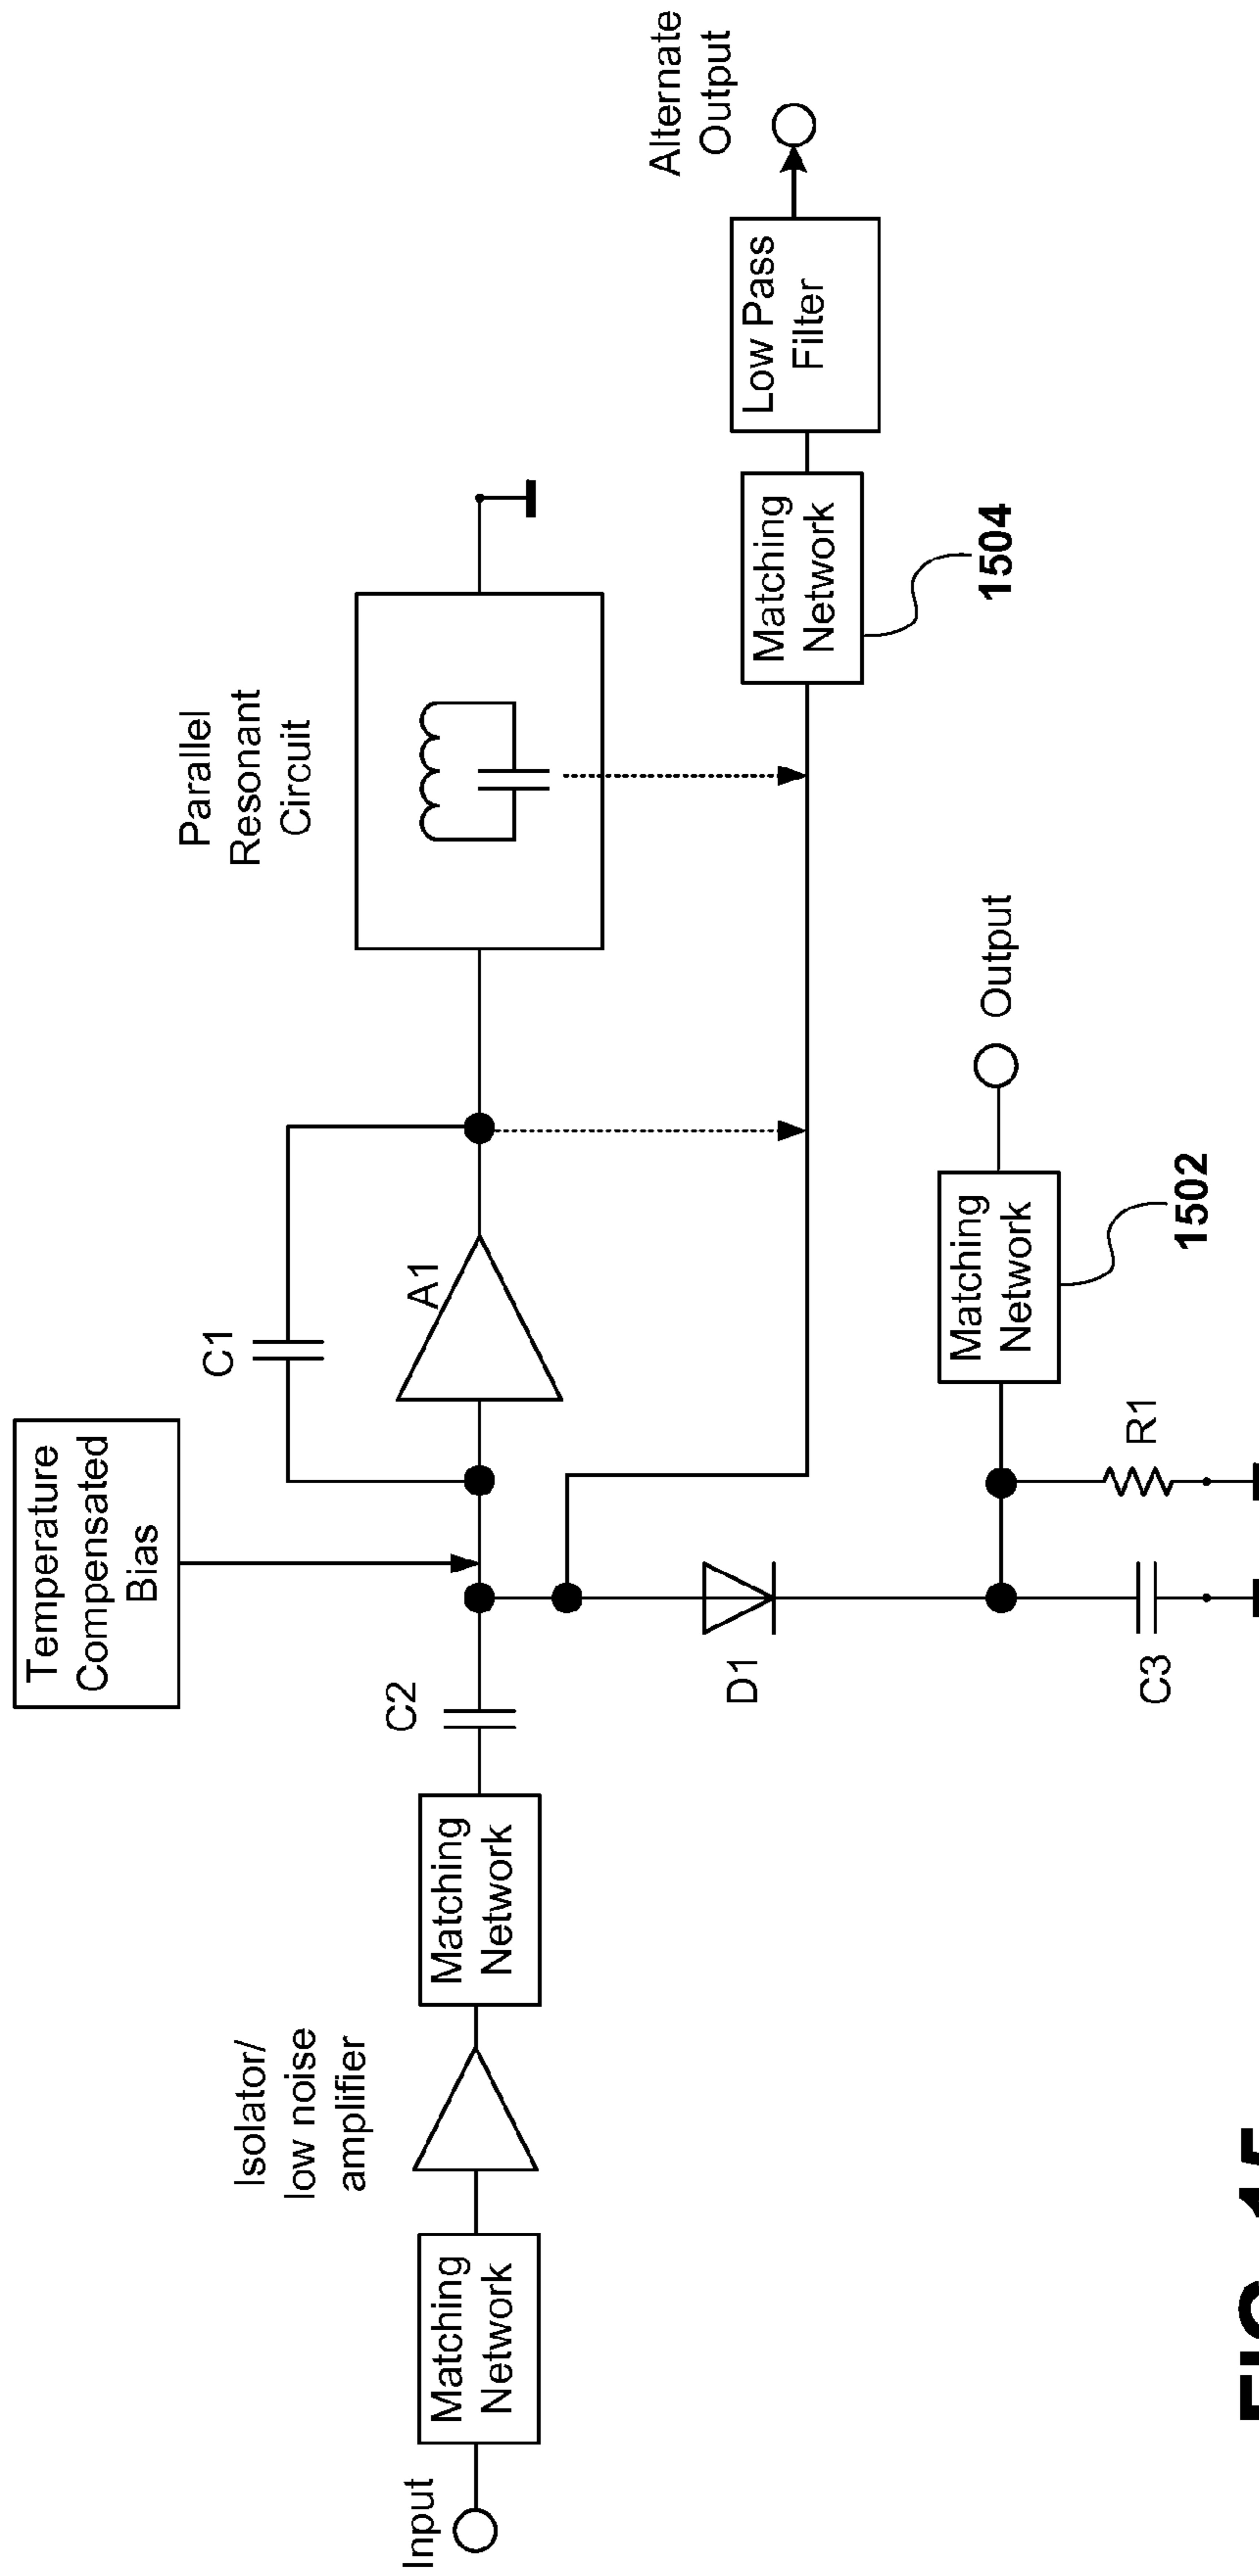 Input
Matching
Network
Isolator/
low noise
amplifier
Matching
Network
C2
Temperature
Compensated
Bias
C1
A1
Parallel
Resonant
Circuit
D1
C3
R1
Matching
Network
1502
Output
Matching
Network
1504
Low Pass
Filter
Alternate
Output